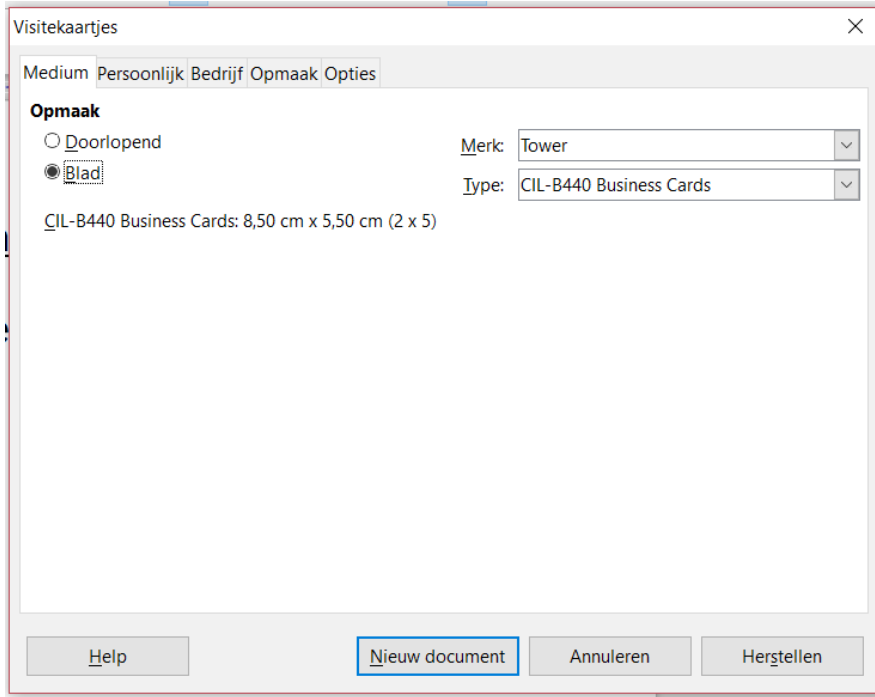 Visitekaartjes
Medium Persoonlijk Bedrijf Opmaak Opties
Opmaak
Doorlopend
Merk: Tower
Blad
Type: CIL-B440 Business Cards
CIL-B440 Business Cards: 8,50 cm x 5,50 cm (2 x 5)
Help Nieuw document Annuleren Herstellen